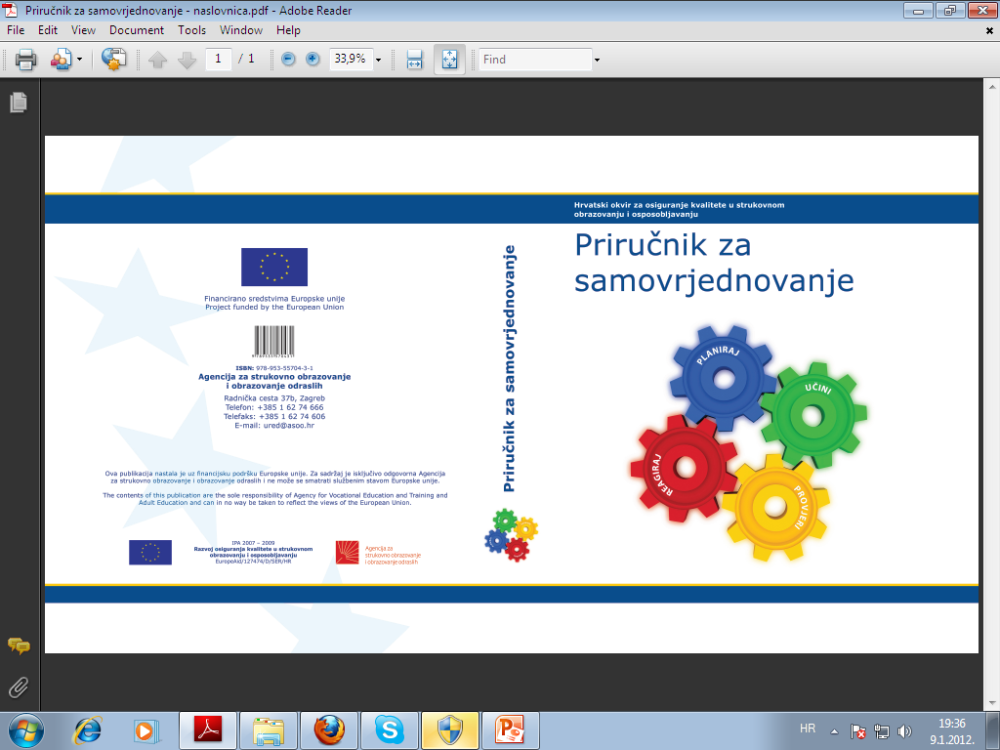 Priručnik za samovrjednovanje - naslovnica.pdf - Adobe Reader
File Edit View Document Tools Window Help
1 / 1 33,9% Find
Hrvatski okvir za osiguranje kvalitete u strukovnom
obrazovanju i osposobljavanju
Priručnik za
samovrjednovanje
PLANIRAJ
UČINI
REAGIRAJ
PROVJERI
Priručnik za samovrjednovanje
Financirano sredstvima Europske unije
Project funded by the European Union
ISBN: 978-953-55704-3-1
Agencija za strukovno obrazovanje
i obrazovanje odraslih
Radnička cesta 37b, Zagreb
Telefon: +385 1 62 74 666
Telefaks: +385 1 62 74 606
E-mail: ured@asoo.hr
Ova publikacija nastala je uz financijsku podršku Europske unije. Za sadržaj je isključivo odgovorna Agencija
za strukovno obrazovanje i obrazovanje odraslih i ne može se smatrati službenim stavom Europske unije.
The contents of this publication are the sole responsibility of Agency for Vocational Education and Training and
Adult Education and can in no way be taken to reflect the views of the European Union.
IPA 2007 – 2009
Razvoj osiguranja kvalitete u strukovnom
obrazovanju i osposobljavanju
EuropeAid/127474/D/SER/HR
Agencija za
strukovno obrazovanje
i obrazovanje odraslih
HR
19:36
9.1.2012.